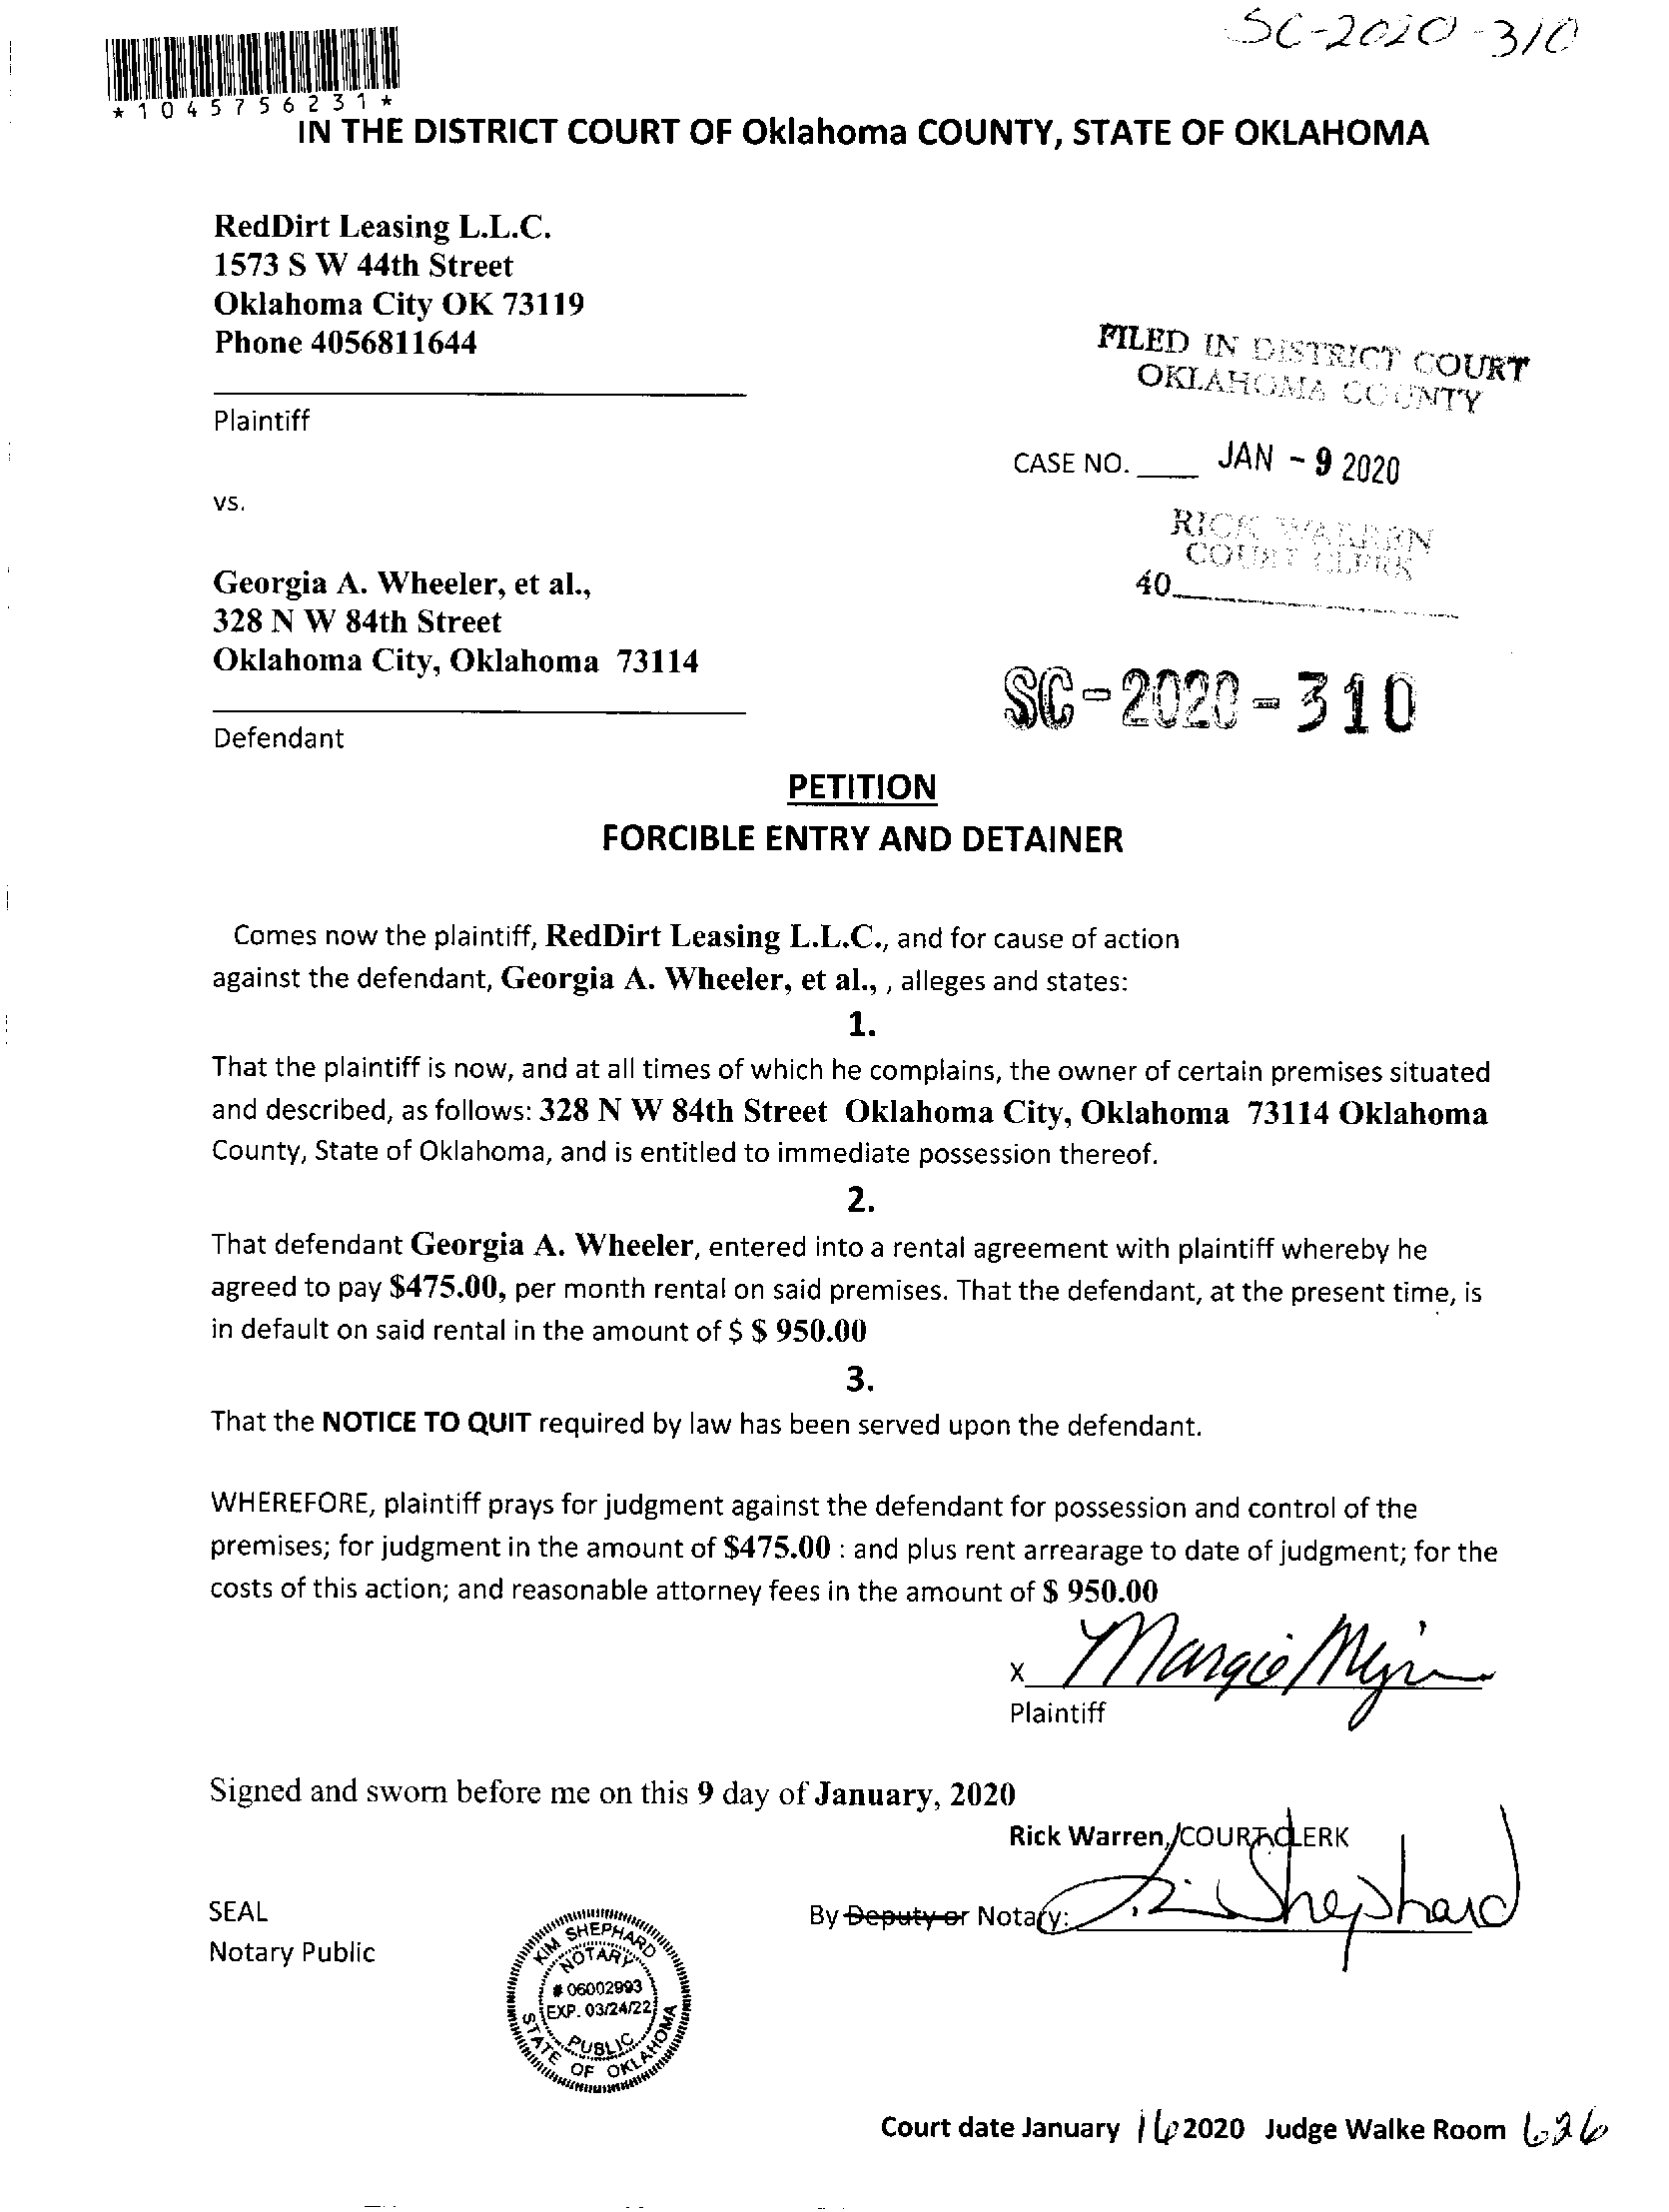 SC-2020-310
*1045756231*
IN THE DISTRICT COURT OF Oklahoma COUNTY, STATE OF OKLAHOMA
RedDirt Leasing L.L.C.
1573 S W 44th Street
Oklahoma City OK 73119
Phone 4056811644
Plaintiff
FILED IN DISTRICT COURT
OKLAHOMA COUNTY
CASE NO. ____ JAN - 9 2020
vs.
RICK WARREN
COURT CLERK
40
Georgia A. Wheeler, et al.,
328 N W 84th Street
Oklahoma City, Oklahoma 73114
SC-2020-310
Defendant
PETITION
FORCIBLE ENTRY AND DETAINER
Comes now the plaintiff, RedDirt Leasing L.L.C., and for cause of action
against the defendant, Georgia A. Wheeler, et al., , alleges and states:
1.
That the plaintiff is now, and at all times of which he complains, the owner of certain premises situated
and described, as follows: 328 N W 84th Street Oklahoma City, Oklahoma 73114 Oklahoma
County, State of Oklahoma, and is entitled to immediate possession thereof.
2.
That defendant Georgia A. Wheeler, entered into a rental agreement with plaintiff whereby he
agreed to pay $475.00, per month rental on said premises. That the defendant, at the present time, is
in default on said rental in the amount of $ $ 950.00
3.
That the NOTICE TO QUIT required by law has been served upon the defendant.
WHEREFORE, plaintiff prays for judgment against the defendant for possession and control of the
premises; for judgment in the amount of $475.00 : and plus rent arrearage to date of judgment; for the
costs of this action; and reasonable attorney fees in the amount of $ 950.00
x Margie
Plaintiff
Signed and sworn before me on this 9 day of January, 2020
Rick Warren, COURT CLERK
SEAL
By Deputy or Notary: Shephard
Notary Public
KIM SHEPHARD
NOTARY
# 06002993
EXP. 03/24/22
PUBLIC
STATE OF OKLAHOMA
Court date January 16 2020 Judge Walke Room 626